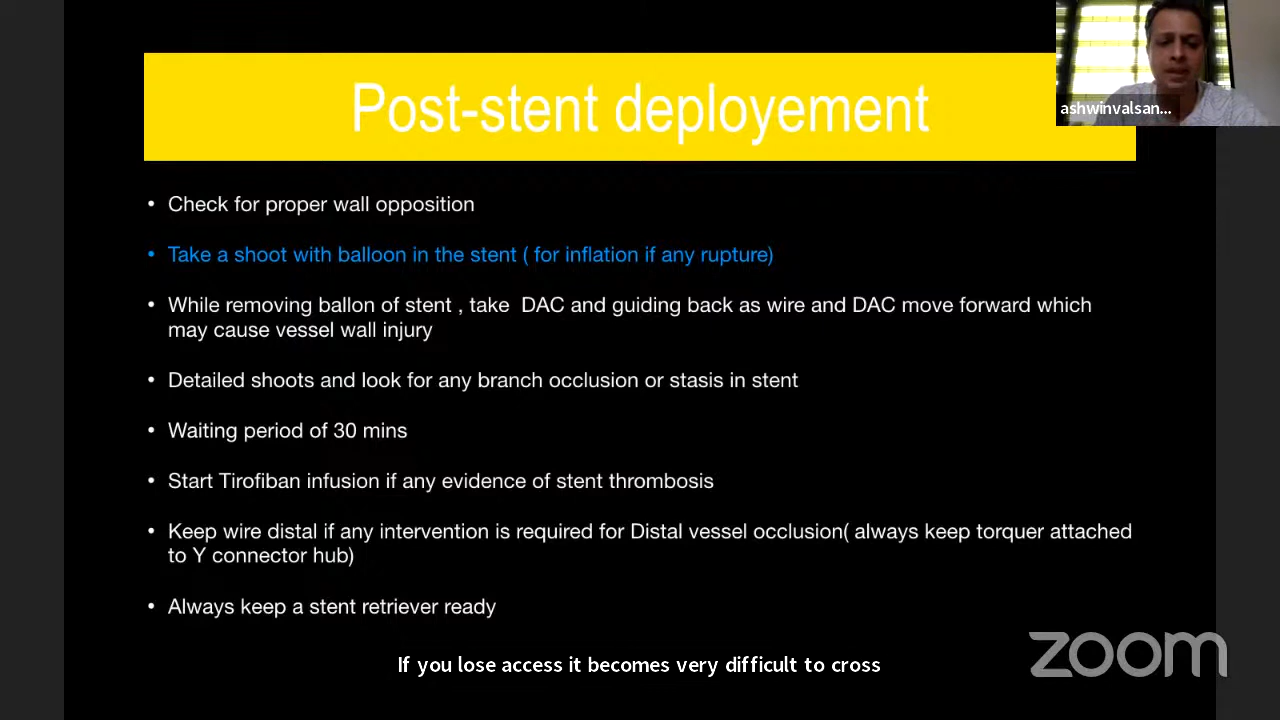 Post-stent deployement
ashwinvalsan...
• Check for proper wall opposition
• Take a shoot with balloon in the stent ( for inflation if any rupture)
• While removing ballon of stent , take DAC and guiding back as wire and DAC move forward which
may cause vessel wall injury
• Detailed shoots and look for any branch occlusion or stasis in stent
• Waiting period of 30 mins
• Start Tirofiban infusion if any evidence of stent thrombosis
• Keep wire distal if any intervention is required for Distal vessel occlusion( always keep torquer attached
to Y connector hub)
• Always keep a stent retriever ready
If you lose access it becomes very difficult to cross
zoom